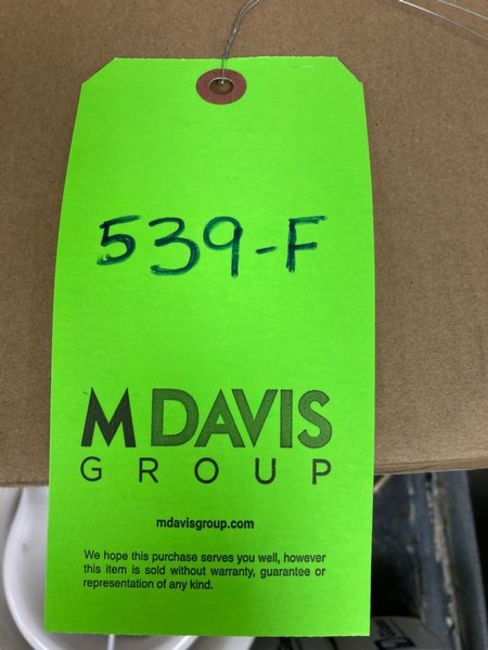 539-F
M DAVIS
GROUP
mdavisgroup.com
We hope this purchase serves you well, however
this item is sold without warranty, guarantee or
representation of any kind.